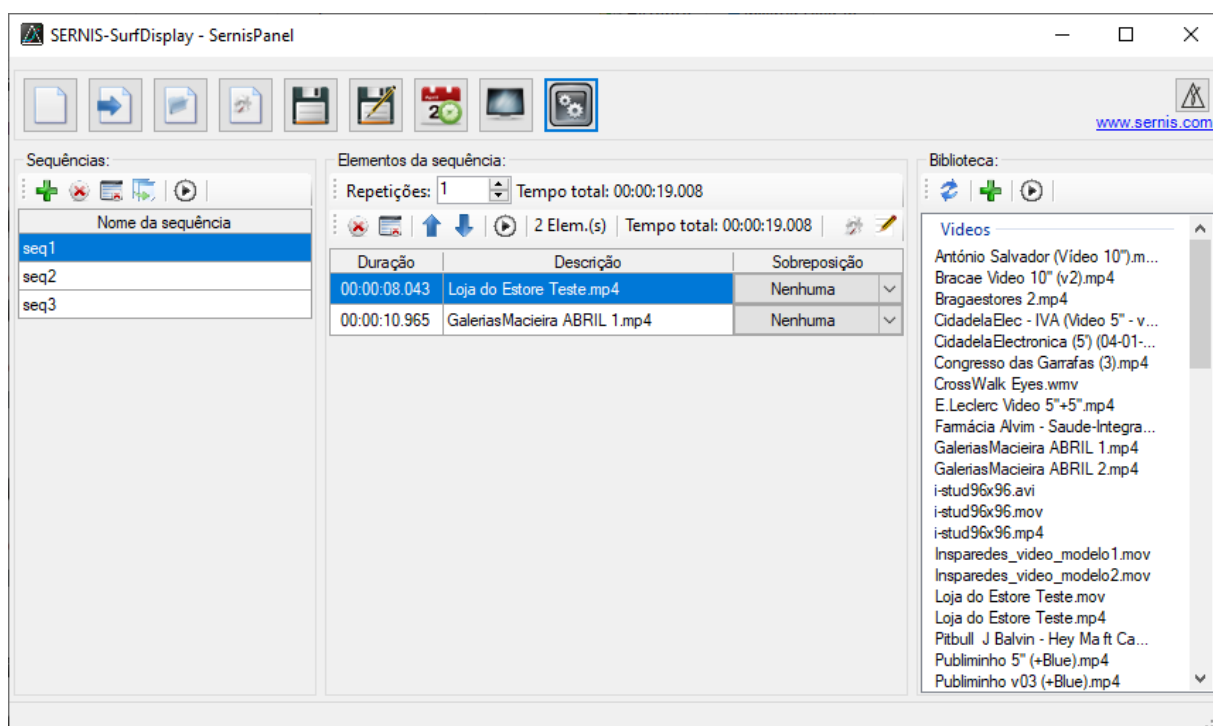 SERNIS-SurfDisplay - SernisPanel
2
www.sernis.com
Sequências:
Nome da sequência
seq1
seq2
seq3
Elementos da sequência:
Repetições: 1 Tempo total: 00:00:19.008
2 Elem.(s) Tempo total: 00:00:19.008
Duração Descrição Sobreposição
00:00:08.043 Loja do Estore Teste.mp4 Nenhuma
00:00:10.965 GaleriasMacieira ABRIL 1.mp4 Nenhuma
Biblioteca:
Videos
António Salvador (Vídeo 10").m...
Bracae Video 10" (v2).mp4
Bragaestores 2.mp4
CidadelaElec - IVA (Video 5" - v...
CidadelaElectronica (5') (04-01-...
Congresso das Garrafas (3).mp4
CrossWalk Eyes.wmv
E.Leclerc Video 5"+5".mp4
Farmácia Alvim - Saude-Integra...
GaleriasMacieira ABRIL 1.mp4
GaleriasMacieira ABRIL 2.mp4
i-stud96x96.avi
i-stud96x96.mov
i-stud96x96.mp4
Insparedes_video_modelo1.mov
Insparedes_video_modelo2.mov
Loja do Estore Teste.mov
Loja do Estore Teste.mp4
Pitbull J Balvin - Hey Ma ft Ca...
Publiminho 5" (+Blue).mp4
Publiminho v03 (+Blue).mp4